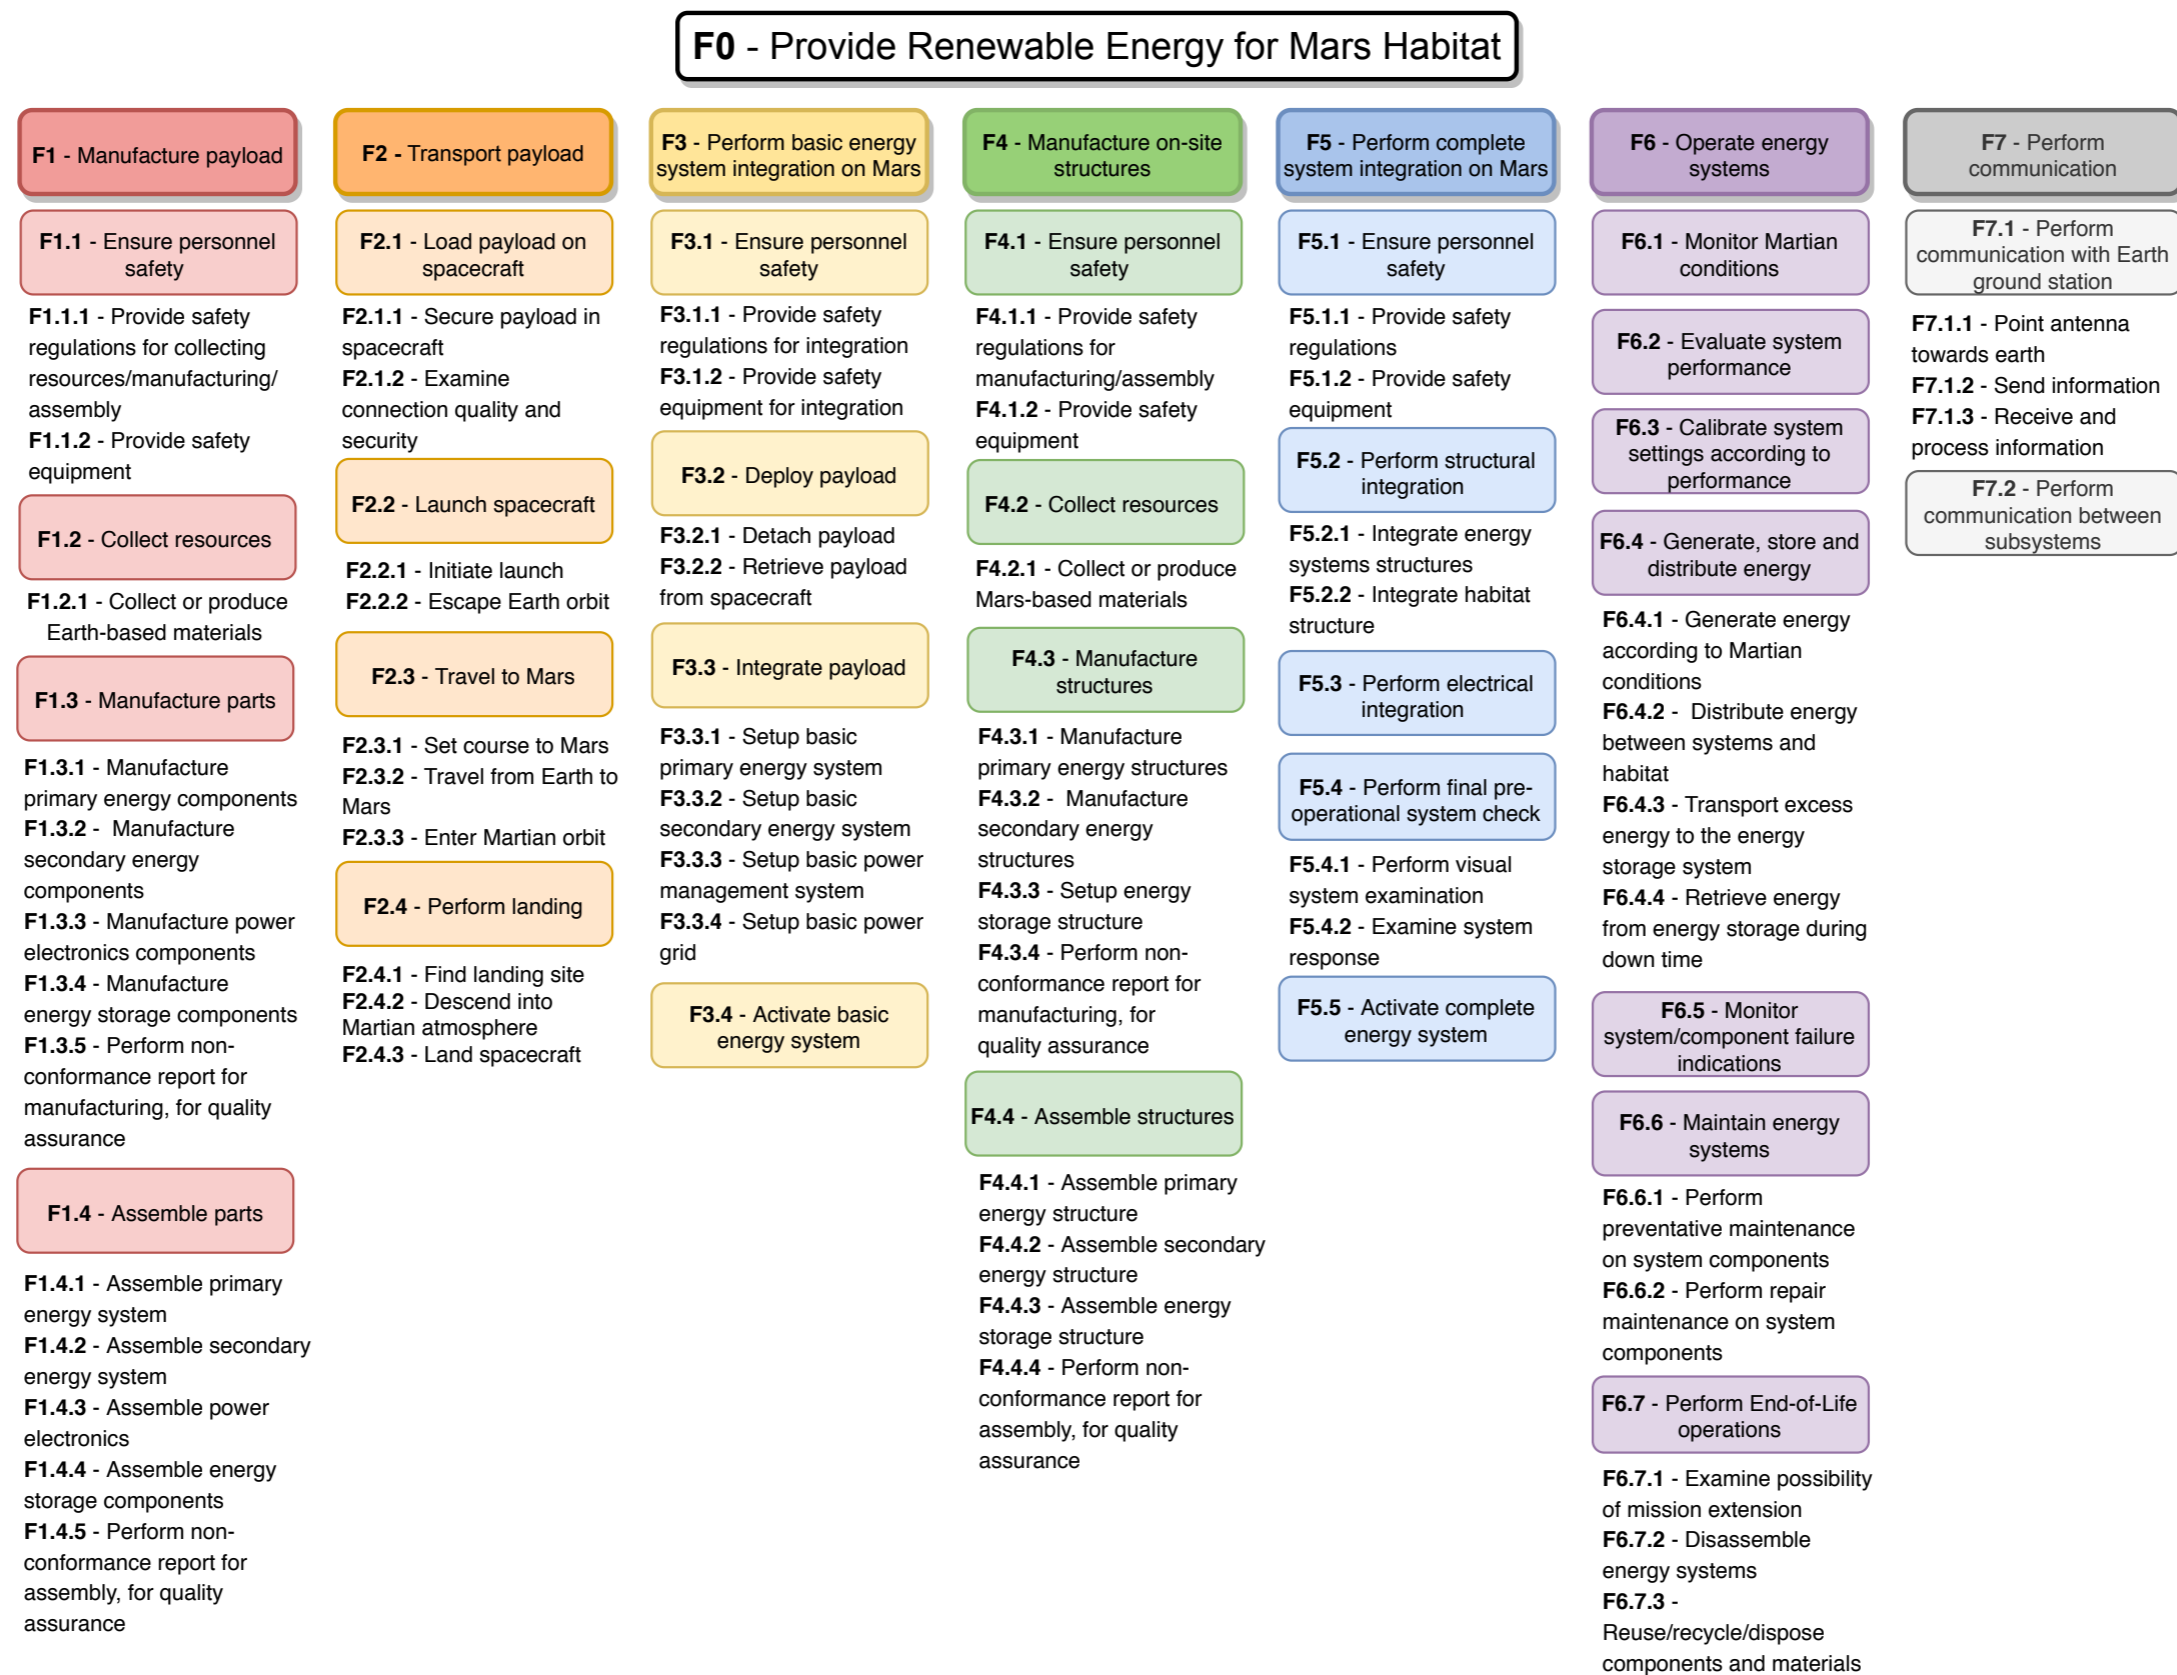 F0 - Provide Renewable Energy for Mars Habitat
F1 - Manufacture payload
F1.1 - Ensure personnel
safety
F1.1.1 - Provide safety
regulations for collecting
resources/manufacturing/
assembly
F1.1.2 - Provide safety
equipment
F1.2 - Collect resources
F1.2.1 - Collect or produce
Earth-based materials
F1.3 - Manufacture parts
F1.3.1 - Manufacture
primary energy components
F1.3.2 - Manufacture
secondary energy
components
F1.3.3 - Manufacture power
electronics components
F1.3.4 - Manufacture
energy storage components
F1.3.5 - Perform non-
conformance report for
manufacturing, for quality
assurance
F1.4 - Assemble parts
F1.4.1 - Assemble primary
energy system
F1.4.2 - Assemble secondary
energy system
F1.4.3 - Assemble power
electronics
F1.4.4 - Assemble energy
storage components
F1.4.5 - Perform non-
conformance report for
assembly, for quality
assurance
F2 - Transport payload
F2.1 - Load payload on
spacecraft
F2.1.1 - Secure payload in
spacecraft
F2.1.2 - Examine
connection quality and
security
F2.2 - Launch spacecraft
F2.2.1 - Initiate launch
F2.2.2 - Escape Earth orbit
F2.3 - Travel to Mars
F2.3.1 - Set course to Mars
F2.3.2 - Travel from Earth to
Mars
F2.3.3 - Enter Martian orbit
F2.4 - Perform landing
F2.4.1 - Find landing site
F2.4.2 - Descend into
Martian atmosphere
F2.4.3 - Land spacecraft
F3 - Perform basic energy
system integration on Mars
F3.1 - Ensure personnel
safety
F3.1.1 - Provide safety
regulations for integration
F3.1.2 - Provide safety
equipment for integration
F3.2 - Deploy payload
F3.2.1 - Detach payload
F3.2.2 - Retrieve payload
from spacecraft
F3.3 - Integrate payload
F3.3.1 - Setup basic
primary energy system
F3.3.2 - Setup basic
secondary energy system
F3.3.3 - Setup basic power
management system
F3.3.4 - Setup basic power
grid
F3.4 - Activate basic
energy system
F4 - Manufacture on-site
structures
F4.1 - Ensure personnel
safety
F4.1.1 - Provide safety
regulations for
manufacturing/assembly
F4.1.2 - Provide safety
equipment
F4.2 - Collect resources
F4.2.1 - Collect or produce
Mars-based materials
F4.3 - Manufacture
structures
F4.3.1 - Manufacture
primary energy structures
F4.3.2 - Manufacture
secondary energy
structures
F4.3.3 - Setup energy
storage structure
F4.3.4 - Perform non-
conformance report for
manufacturing, for
quality assurance
F4.4 - Assemble structures
F4.4.1 - Assemble primary
energy structure
F4.4.2 - Assemble secondary
energy structure
F4.4.3 - Assemble energy
storage structure
F4.4.4 - Perform non-
conformance report for
assembly, for quality
assurance
F5 - Perform complete
system integration on Mars
F5.1 - Ensure personnel
safety
F5.1.1 - Provide safety
regulations
F5.1.2 - Provide safety
equipment
F5.2 - Perform structural
integration
F5.2.1 - Integrate energy
systems structures
F5.2.2 - Integrate habitat
structure
F5.3 - Perform electrical
integration
F5.4 - Perform final pre-
operational system check
F5.4.1 - Perform visual
system examination
F5.4.2 - Examine system
response
F5.5 - Activate complete
energy system
F6 - Operate energy
systems
F6.1 - Monitor Martian
conditions
F6.2 - Evaluate system
performance
F6.3 - Calibrate system
settings according to
performance
F6.4 - Generate, store and
distribute energy
F6.4.1 - Generate energy
according to Martian
conditions
F6.4.2 - Distribute energy
between systems and
habitat
F6.4.3 - Transport excess
energy to the energy
storage system
F6.4.4 - Retrieve energy
from energy storage during
down time
F6.5 - Monitor
system/component failure
indications
F6.6 - Maintain energy
systems
F6.6.1 - Perform
preventative maintenance
on system components
F6.6.2 - Perform repair
maintenance on system
components
F6.7 - Perform End-of-Life
operations
F6.7.1 - Examine possibility
of mission extension
F6.7.2 - Disassemble
energy systems
F6.7.3 -
Reuse/recycle/dispose
components and materials
F7 - Perform
communication
F7.1 - Perform
communication with Earth
ground station
F7.1.1 - Point antenna
towards earth
F7.1.2 - Send information
F7.1.3 - Receive and
process information
F7.2 - Perform
communication between
subsystems